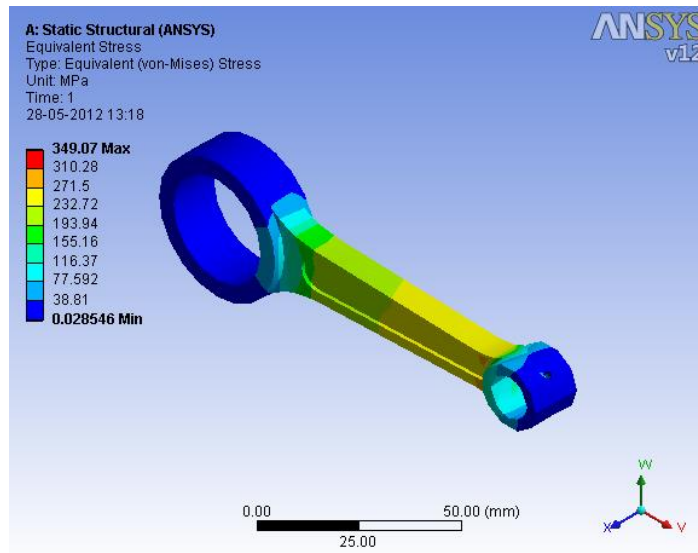 A: Static Structural (ANSYS)
Equivalent Stress
Type: Equivalent (von-Mises) Stress
Unit: MPa
Time: 1
28-05-2012 13:18
ANSYS
v12
349.07 Max
310.28
271.5
232.72
193.94
155.16
116.37
77.592
38.81
0.028546 Min
0.00
50.00 (mm)
25.00
W
X
V